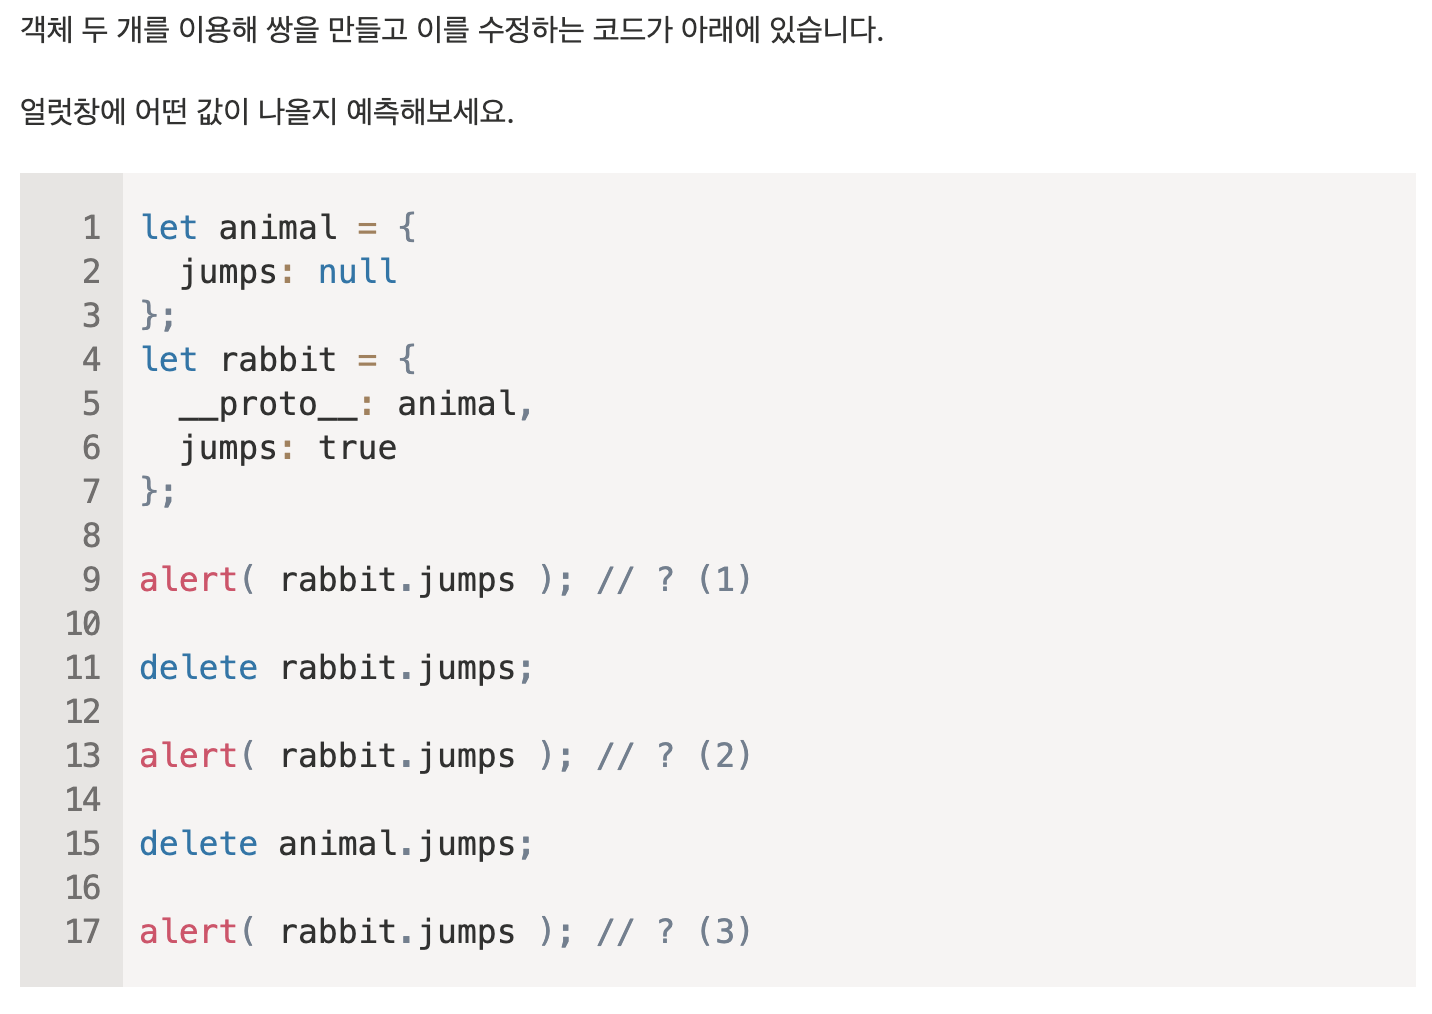 객체 두 개를 이용해 쌍을 만들고 이를 수정하는 코드가 아래에 있습니다.
얼럿창에 어떤 값이 나올지 예측해보세요.
1 let animal = {
2   jumps: null
3 };
4 let rabbit = {
5   __proto__: animal,
6   jumps: true
7 };
8
9 alert( rabbit.jumps ); // ? (1)
10
11 delete rabbit.jumps;
12
13 alert( rabbit.jumps ); // ? (2)
14
15 delete animal.jumps;
16
17 alert( rabbit.jumps ); // ? (3)